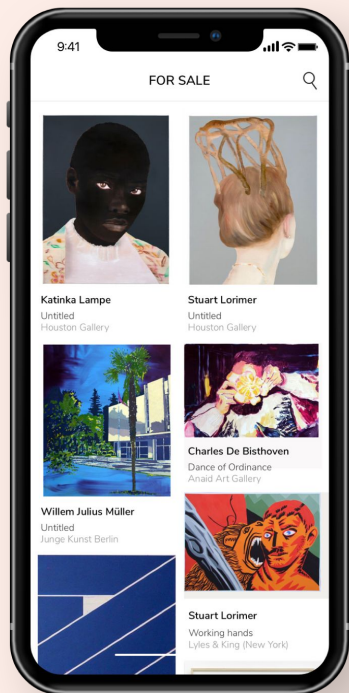 9:41
FOR SALE
Katinka Lampe
Untitled
Houston Gallery
Stuart Lorimer
Untitled
Houston Gallery
Willem Julius Müller
Untitled
Junge Kunst Berlin
Charles De Bisthoven
Dance of Ordinance
Anaid Art Gallery
Stuart Lorimer
Working hands
Lyles & King (New York)